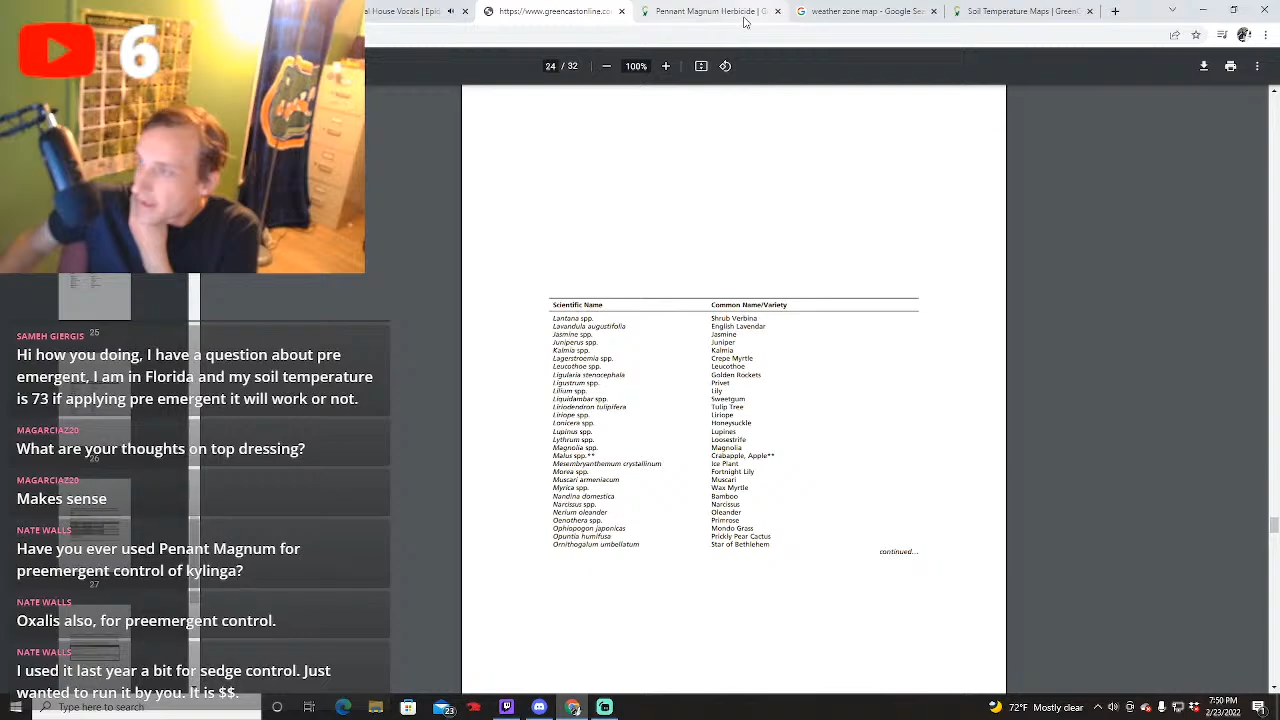 6
al House Vocals | Epi
https://www.greencastonline.co
Pennant Magnum Herbicide | G
weather zone map - Google Se
Soil Temperature Maps | Green
24 / 32
100%
Scientific Name Common Name/Variety
Lantana spp. Shrub Verbina
Lavandula augustifolia English Lavendar
Jasmine spp. Jasmine
Juniperus spp. Juniper
Kalmia spp. Kalmia
Lagerstroemia spp. Crepe Myrtle
Leucothoe spp. Leucothoe
Ligularia stenocephala Golden Rockets
Ligustrum spp. Privet
Lilium spp. Lily
Liquidambar spp. Sweetgum
Liriodendron tulipifera Tulip Tree
Liriope spp. Liriope
Lonicera spp. Honeysuckle
Lupinus spp. Lupines
Lythrum spp. Loosestrife
Magnolia spp. Magnolia
Malus spp.** Crabapple, Apple**
Mesembryanthemum crystallinum Ice Plant
Morea spp. Fortnight Lily
Muscari armeniacum Muscari
Myrica spp. Wax Myrtle
Nandina domestica Bamboo
Narcissus spp. Narcissus
Nerium oleander Oleander
Oenothera spp. Primrose
Ophiopogon japonicas Mondo Grass
Opuntia humifusa Prickly Pear Cactus
Ornithogalum umbellatum Star of Bethlehem
continued...
25
SAMEH GIERGIS
Hi how you doing, I have a question about pre
emergent, I am in Florida and my soil temperature
is 73 if applying pre emergent it will work or not.
MAGARCIAZ20
what are your thoughts on top dressing?
26
MAGARCIAZ20
Makes sense
NATE WALLS
Have you ever used Penant Magnum for
preemergent control of kylinga?
27
NATE WALLS
Oxalis also, for preemergent control.
NATE WALLS
I used it last year a bit for sedge control. Just
wanted to run it by you. It is $$.
Type here to search
23
72°F Mostly clear
7:50 PM
2/23/2022